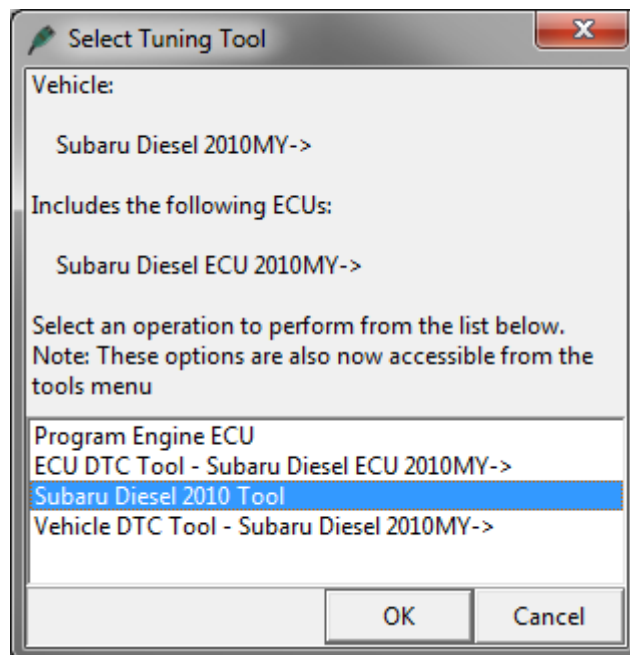 Select Tuning Tool
Vehicle:
Subaru Diesel 2010MY->
Includes the following ECUs:
Subaru Diesel ECU 2010MY->
Select an operation to perform from the list below.
Note: These options are also now accessible from the
tools menu
Program Engine ECU
ECU DTC Tool - Subaru Diesel ECU 2010MY->
Subaru Diesel 2010 Tool
Vehicle DTC Tool - Subaru Diesel 2010MY->
OK Cancel